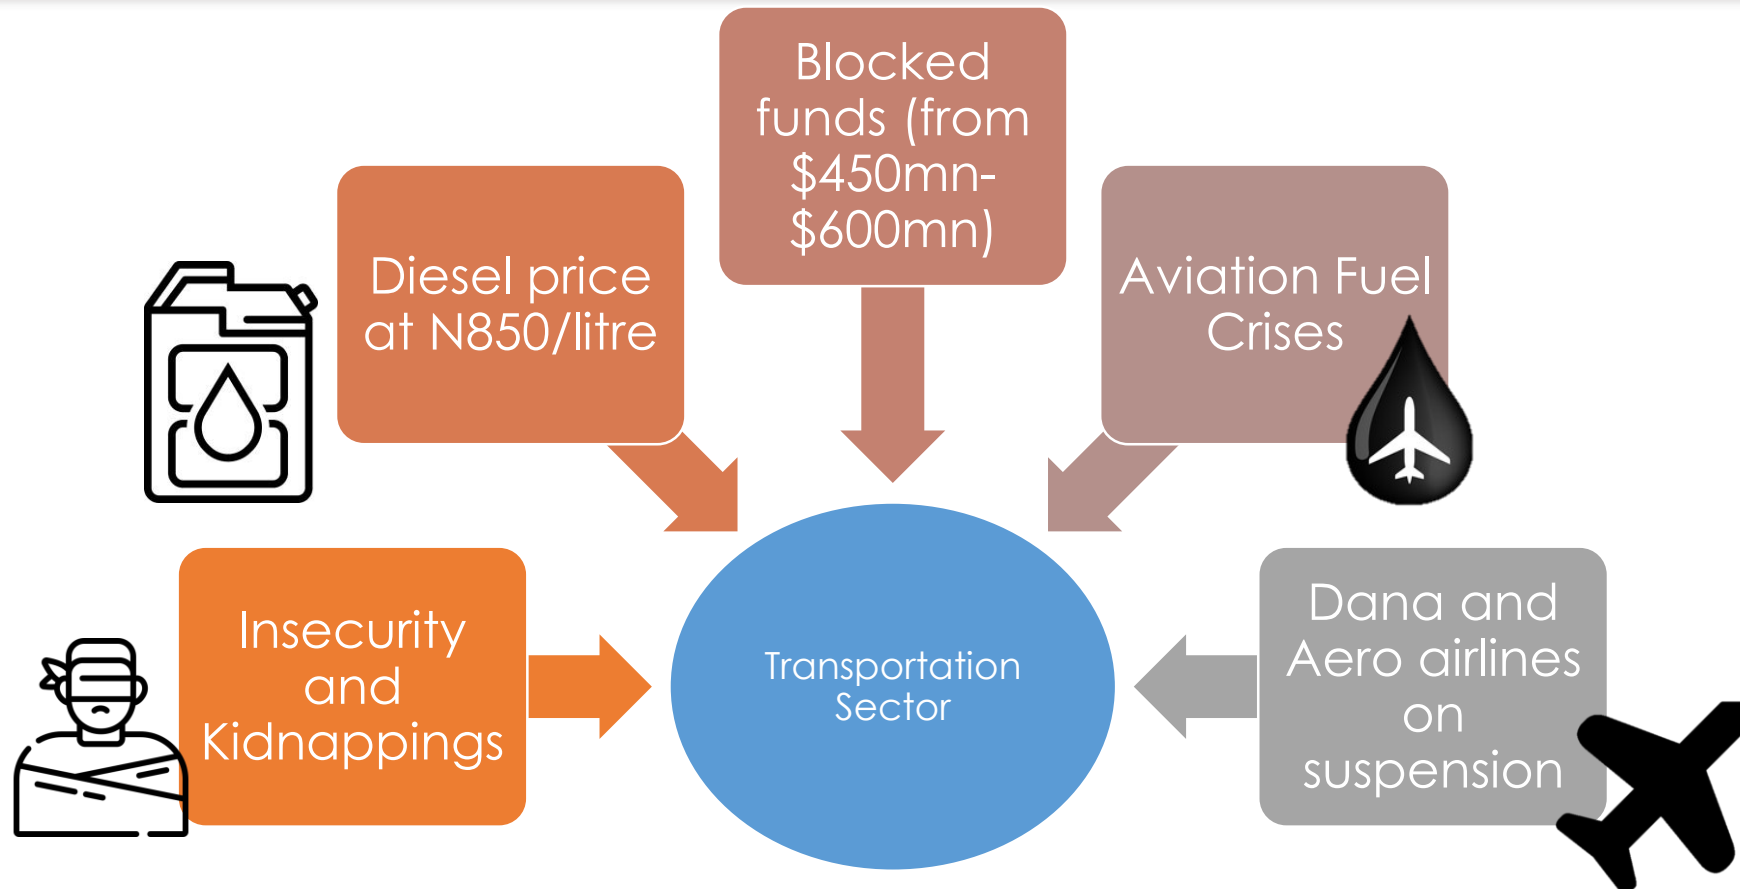 Blocked
funds (from
$450mn-
$600mn)
Diesel price
at N850/litre
Aviation Fuel
Crises
Insecurity
and
Kidnappings
Transportation
Sector
Dana and
Aero airlines
on
suspension